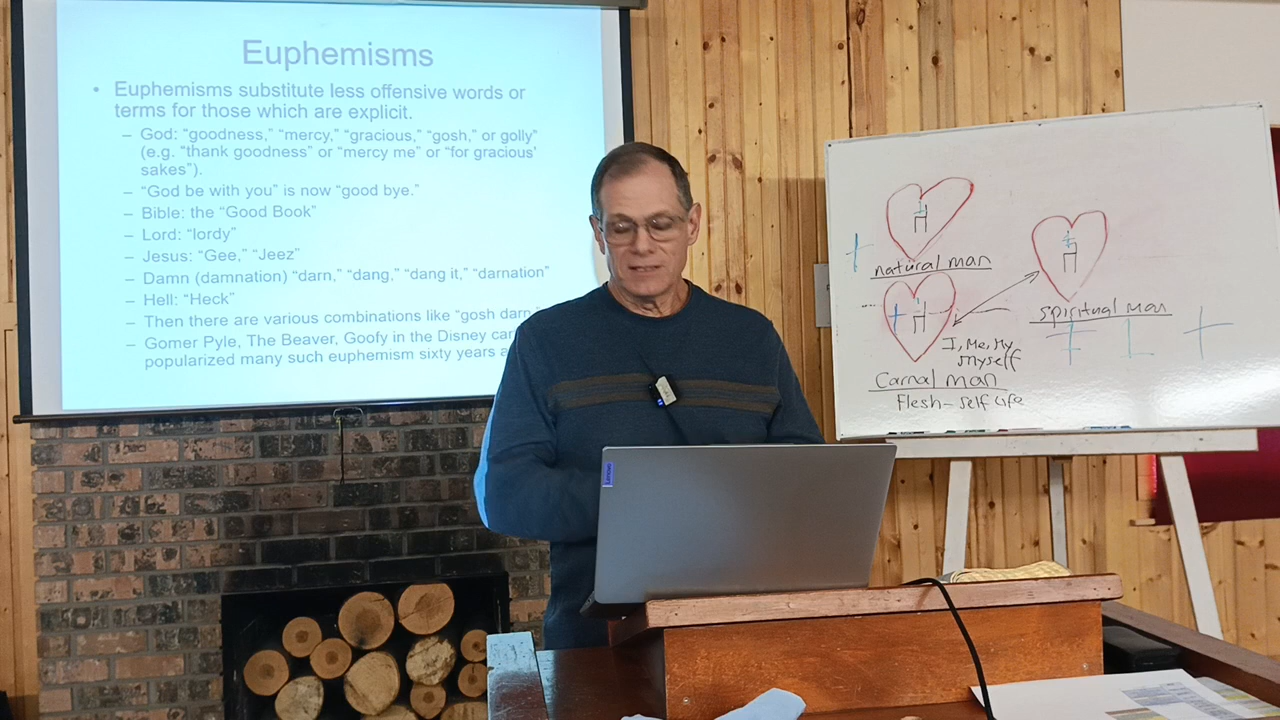 Euphemisms
• Euphemisms substitute less offensive words or
terms for those which are explicit.
– God: "goodness," "mercy," "gracious," "gosh," or golly"
(e.g. "thank goodness" or "mercy me" or "for gracious'
sakes").
– "God be with you" is now "good bye."
– Bible: the "Good Book"
– Lord: "lordy"
– Jesus: "Gee," "Jeez"
– Damn (damnation) "darn," "dang," "dang it," "darnation"
– Hell: "Heck"
– Then there are various combinations like "gosh darn
– Gomer Pyle, The Beaver, Goofy in the Disney car
popularized many such euphemism sixty years a
natural man
spiritual man
I, Me, My
Myself
Carnal man
Flesh-self life
Lenovo